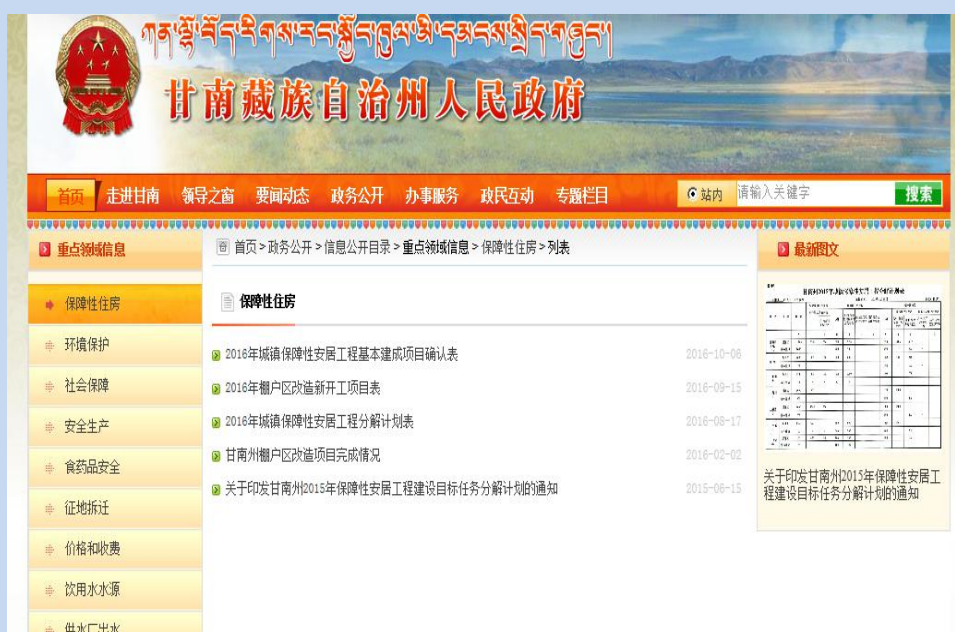 ཀན་ལྷོ་བོད་རིགས་རང་སྐྱོང་ཁུལ་མི་དམངས་སྲིད་གཞུང་།
甘南藏族自治州人民政府
首页 走进甘南 领导之窗 要闻动态 政务公开 办事服务 政民互动 专题栏目 站内 请输入关键字 搜索
重点领域信息
保障性住房
环境保护
社会保障
安全生产
食药品安全
征地拆迁
价格和收费
饮用水水源
供水厂出水
首页>政务公开>信息公开目录>重点领域信息>保障性住房>列表
保障性住房
2016年城镇保障性安居工程基本建成项目确认表 2016-10-06
2016年棚户区改造新开工项目表 2016-09-15
2016年城镇保障性安居工程分解计划表 2016-08-17
甘南州棚户区改造项目完成情况 2016-02-02
关于印发甘南州2015年保障性安居工程建设目标任务分解计划的通知 2015-06-15
最新图文
关于印发甘南州2015年保障性安居工
程建设目标任务分解计划的通知